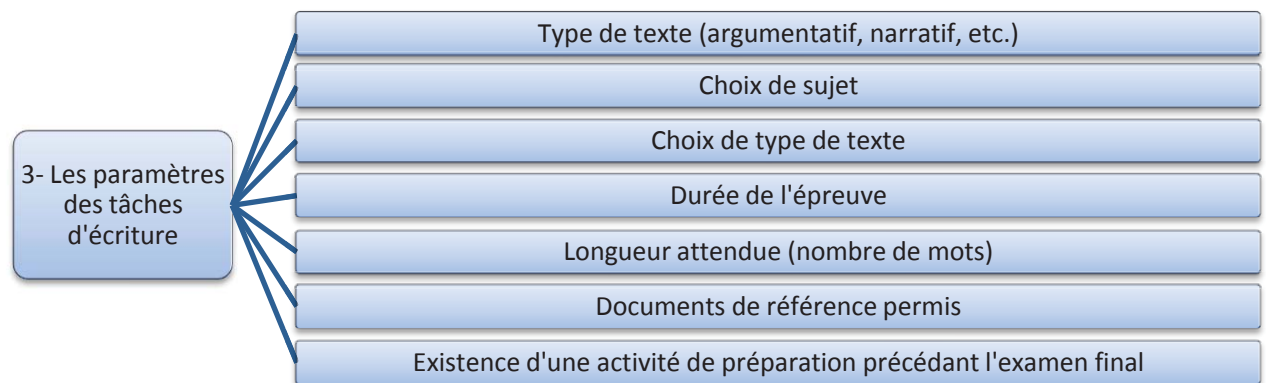 3- Les paramètres
des tâches
d'écriture
Type de texte (argumentatif, narratif, etc.)
Choix de sujet
Choix de type de texte
Durée de l'épreuve
Longueur attendue (nombre de mots)
Documents de référence permis
Existence d'une activité de préparation précédant l'examen final